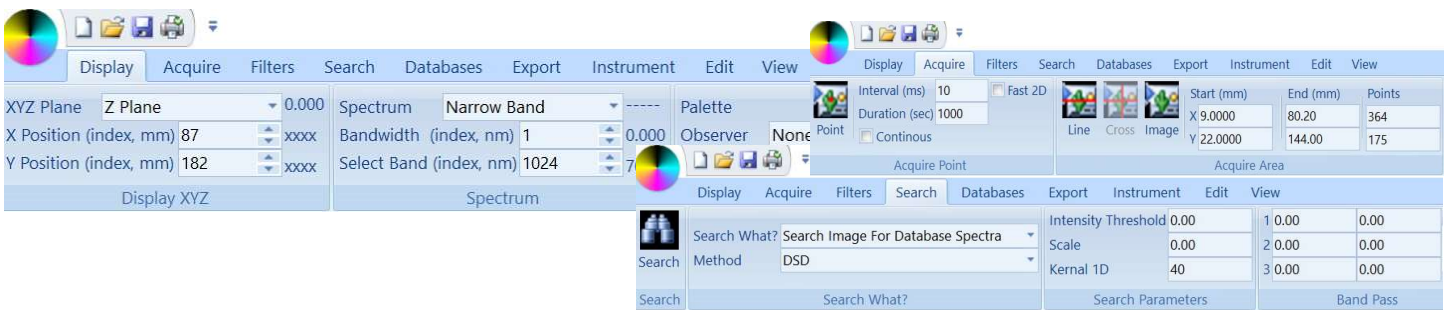 Display Acquire Filters Search Databases Export Instrument Edit View
XYZ Plane Z Plane 0.000 Spectrum Narrow Band ----- Palette
X Position (index, mm) 87 xxxx Bandwidth (index, nm) 1 0.000 Observer None
Y Position (index, mm) 182 xxxx Select Band (index, nm) 1024 7
Display XYZ Spectrum
Display Acquire Filters Search Databases Export Instrument Edit View
Interval (ms) 10 Fast 2D Start (mm) End (mm) Points
Duration (sec) 1000 X 9.0000 80.20 364
Point Continous Line Cross Image Y 22.0000 144.00 175
Acquire Point Acquire Area
Display Acquire Filters Search Databases Export Instrument Edit View
Intensity Threshold 0.00 1 0.00 0.00
Search What? Search Image For Database Spectra Scale 0.00 2 0.00 0.00
Search Method DSD Kernal 1D 40 3 0.00 0.00
Search Search What? Search Parameters Band Pass